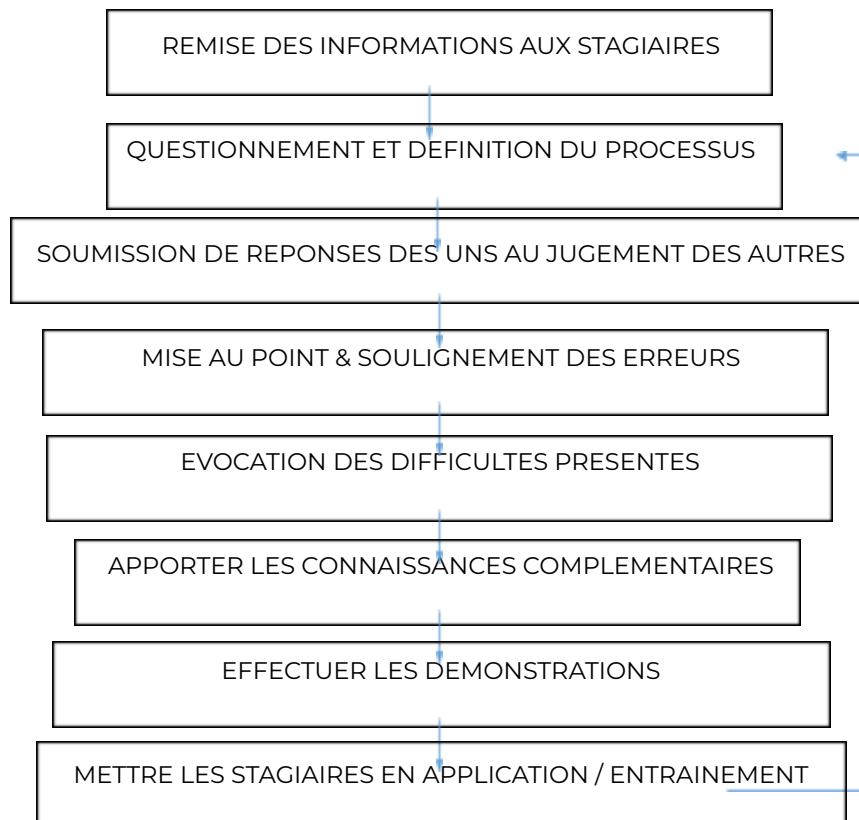 REMISE DES INFORMATIONS AUX STAGIAIRES
QUESTIONNEMENT ET DEFINITION DU PROCESSUS
SOUMISSION DE REPONSES DES UNS AU JUGEMENT DES AUTRES
MISE AU POINT & SOULIGNEMENT DES ERREURS
EVOCATION DES DIFFICULTES PRESENTES
APPORTER LES CONNAISSANCES COMPLEMENTAIRES
EFFECTUER LES DEMONSTRATIONS
METTRE LES STAGIAIRES EN APPLICATION / ENTRAINEMENT